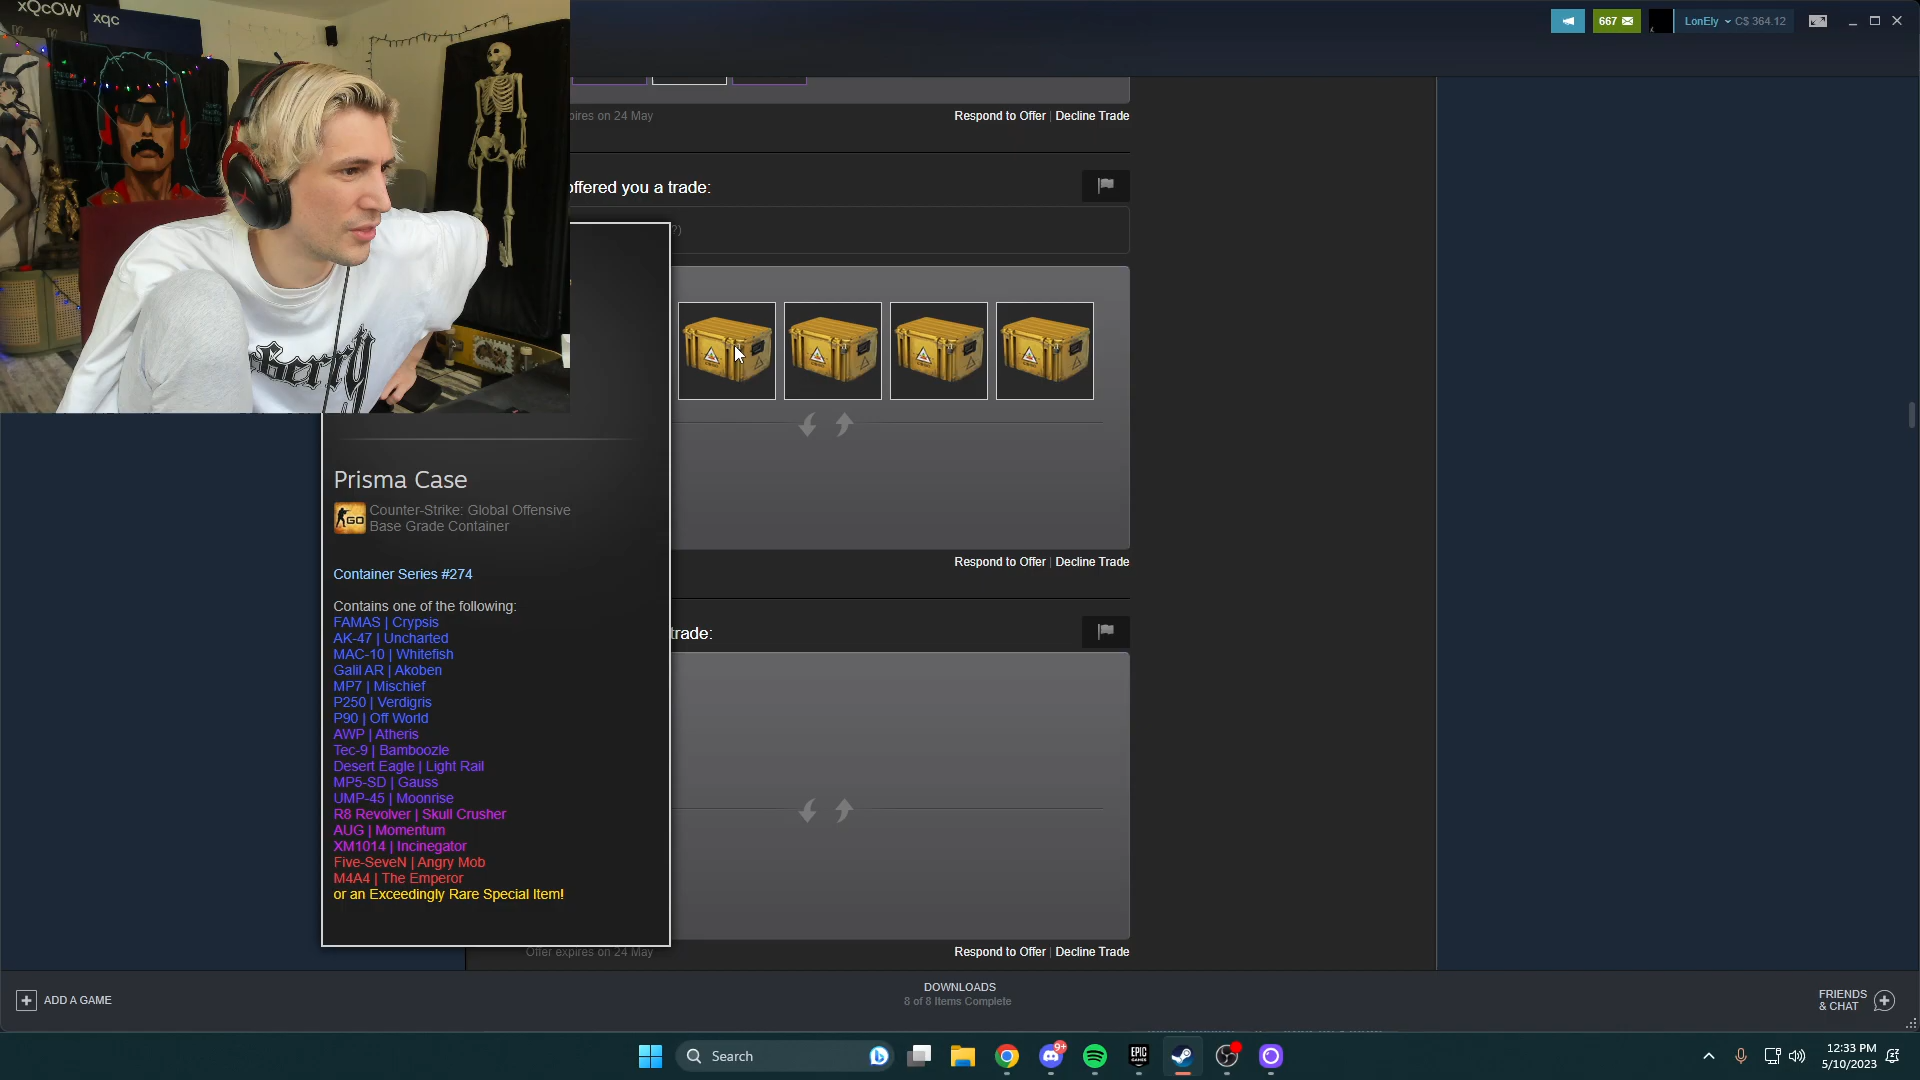 xQcOW
xqc
667
LonEly
C$ 364.12
pires on 24 May
Respond to Offer | Decline Trade
offered you a trade:
?)
Prisma Case
Counter-Strike: Global Offensive
Base Grade Container
Container Series #274
Contains one of the following:
FAMAS | Crypsis
AK-47 | Uncharted
MAC-10 | Whitefish
Galil AR | Akoben
MP7 | Mischief
P250 | Verdigris
P90 | Off World
AWP | Atheris
Tec-9 | Bamboozle
Desert Eagle | Light Rail
MP5-SD | Gauss
UMP-45 | Moonrise
R8 Revolver | Skull Crusher
AUG | Momentum
XM1014 | Incinegator
Five-SeveN | Angry Mob
M4A4 | The Emperor
or an Exceedingly Rare Special Item!
Respond to Offer | Decline Trade
trade:
Offer expires on 24 May
Respond to Offer | Decline Trade
ADD A GAME
DOWNLOADS
8 of 8 Items Complete
FRIENDS
& CHAT
Search
9+
EPIC
GAMES
12:33 PM
5/10/2023